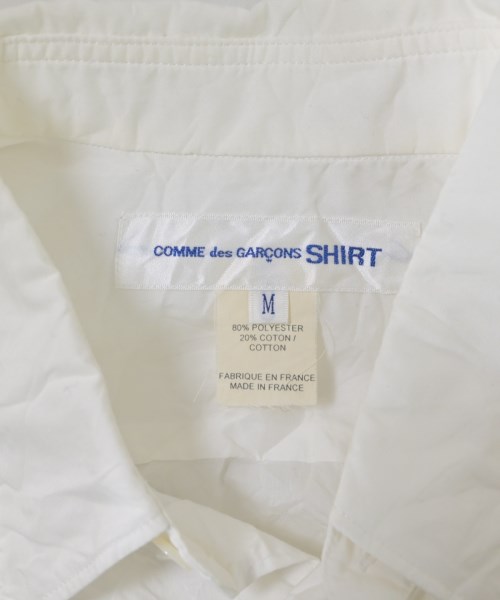 COMME des GARÇONS SHIRT
M
80% POLYESTER
20% COTON /
COTTON
FABRIQUE EN FRANCE
MADE IN FRANCE